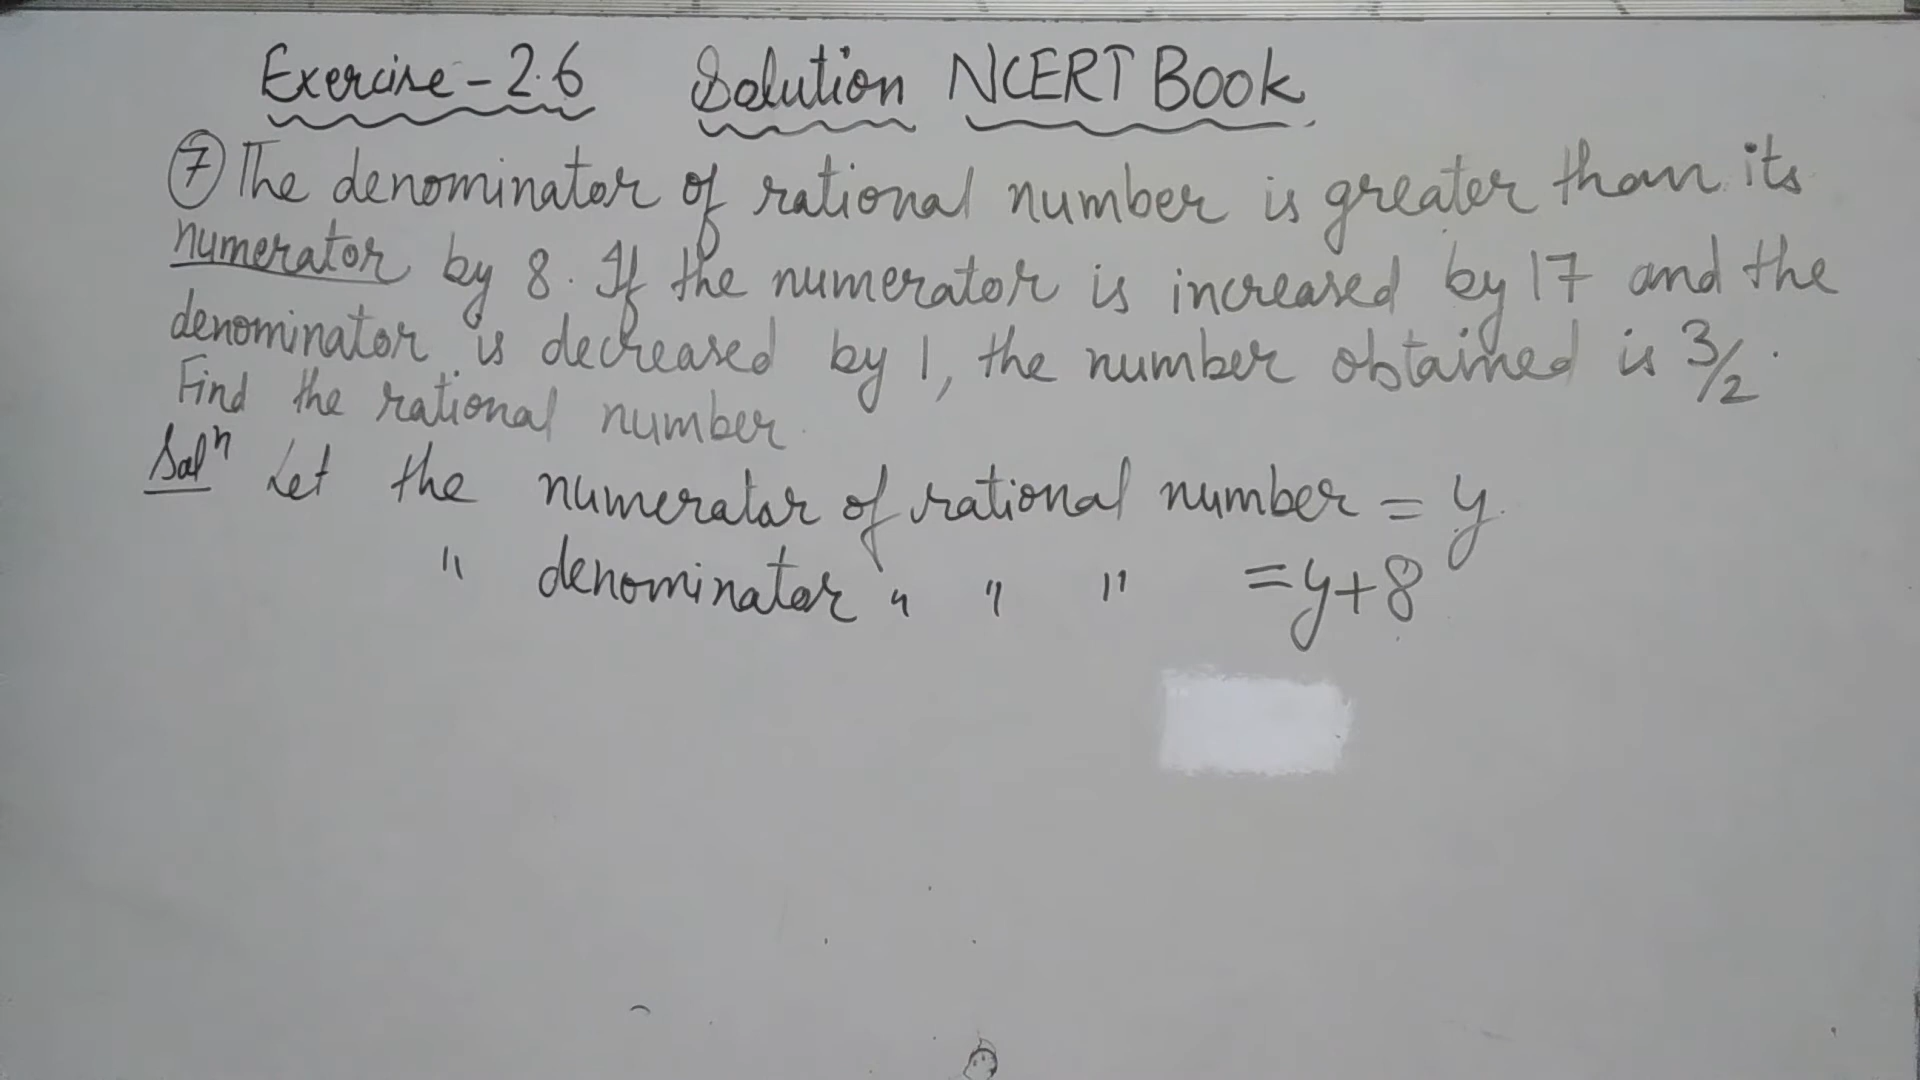 Exercise - 2.6 Solution NCERT Book
⑦ The denominator of rational number is greater than its
numerator by 8. If the numerator is increased by 17 and the
denominator is decreased by 1, the number obtained is 3/2.
Find the rational number.
Solⁿ Let the numerator of rational number = y.
" denominator " " " = y+8